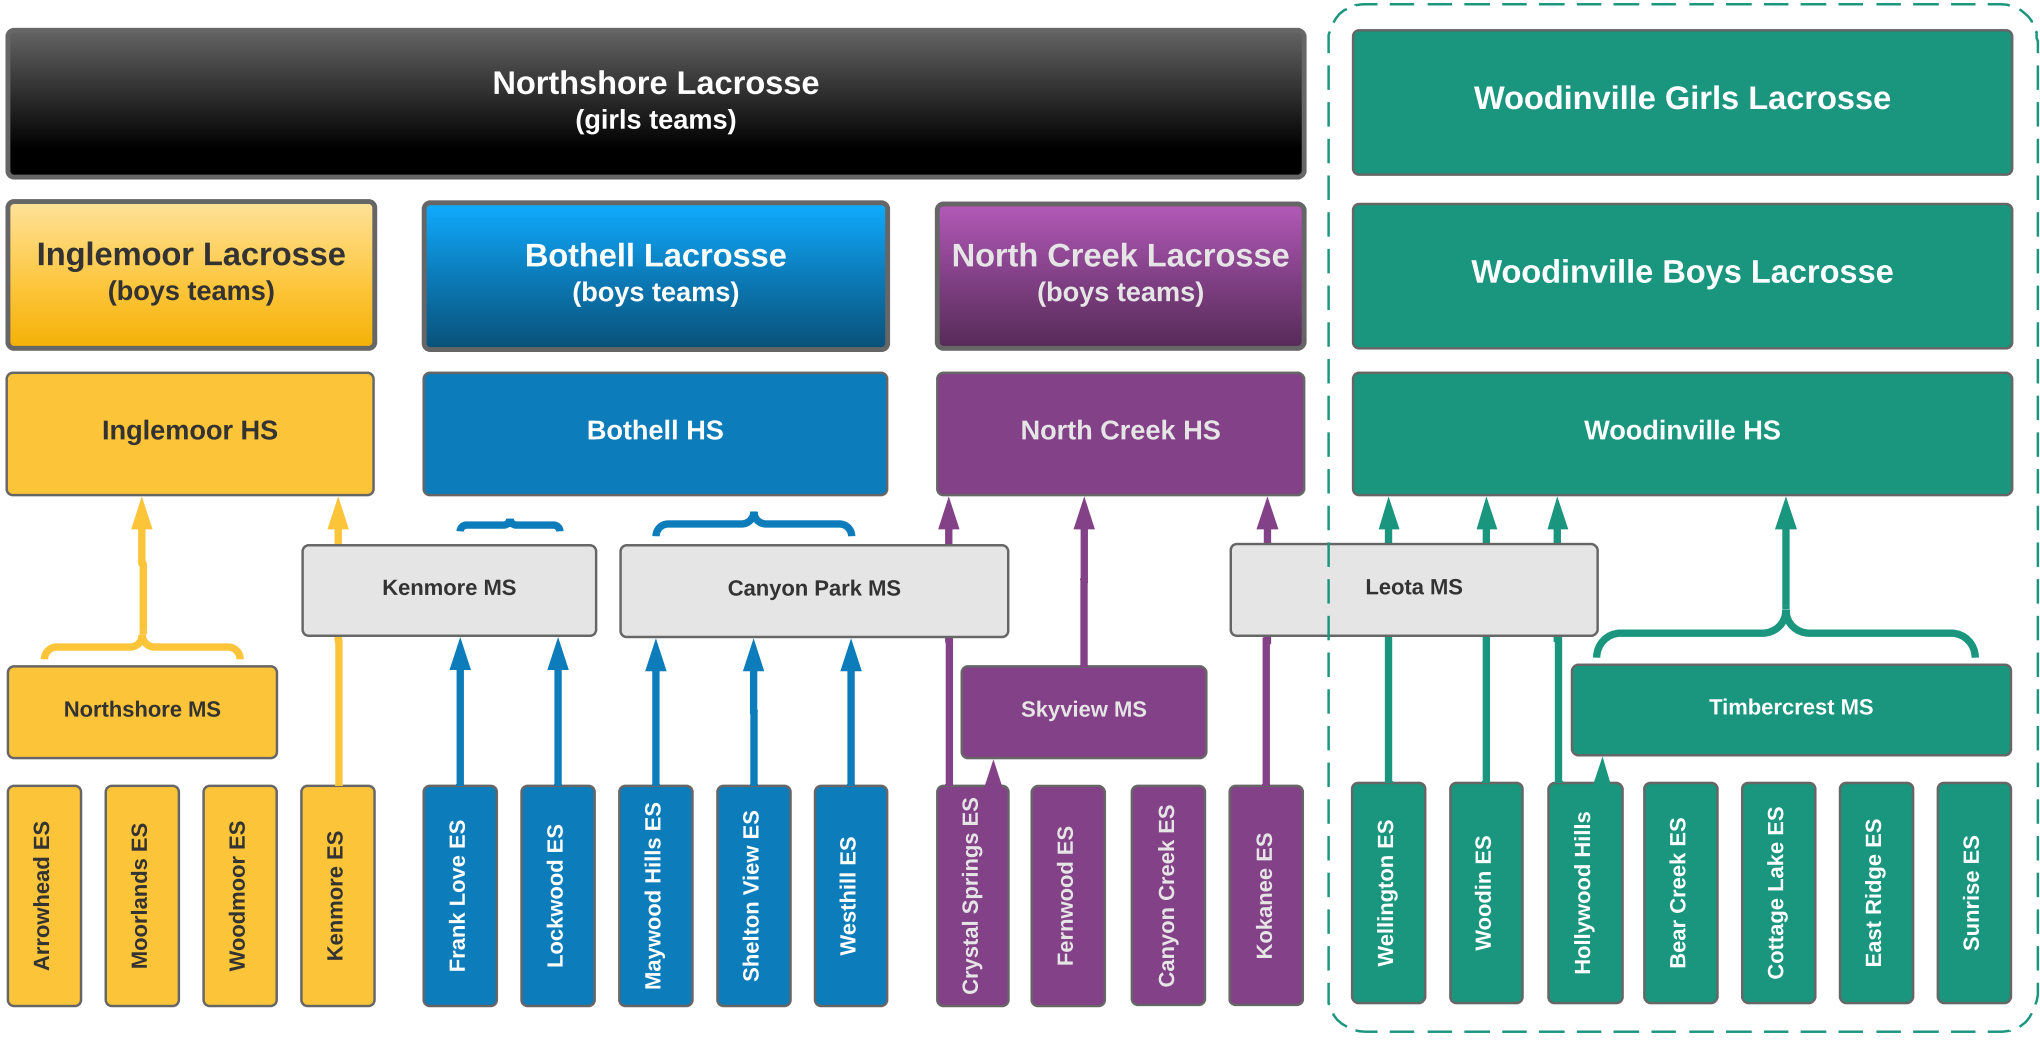 Northshore Lacrosse
(girls teams)
Woodinville Girls Lacrosse
Inglemoor Lacrosse
(boys teams)
Bothell Lacrosse
(boys teams)
North Creek Lacrosse
(boys teams)
Woodinville Boys Lacrosse
Inglemoor HS
Bothell HS
North Creek HS
Woodinville HS
Kenmore MS
Canyon Park MS
Leota MS
Northshore MS
Skyview MS
Timbercrest MS
Arrowhead ES
Moorlands ES
Woodmoor ES
Kenmore ES
Frank Love ES
Lockwood ES
Maywood Hills ES
Shelton View ES
Westhill ES
Crystal Springs ES
Fernwood ES
Canyon Creek ES
Kokanee ES
Wellington ES
Woodin ES
Hollywood Hills
Bear Creek ES
Cottage Lake ES
East Ridge ES
Sunrise ES